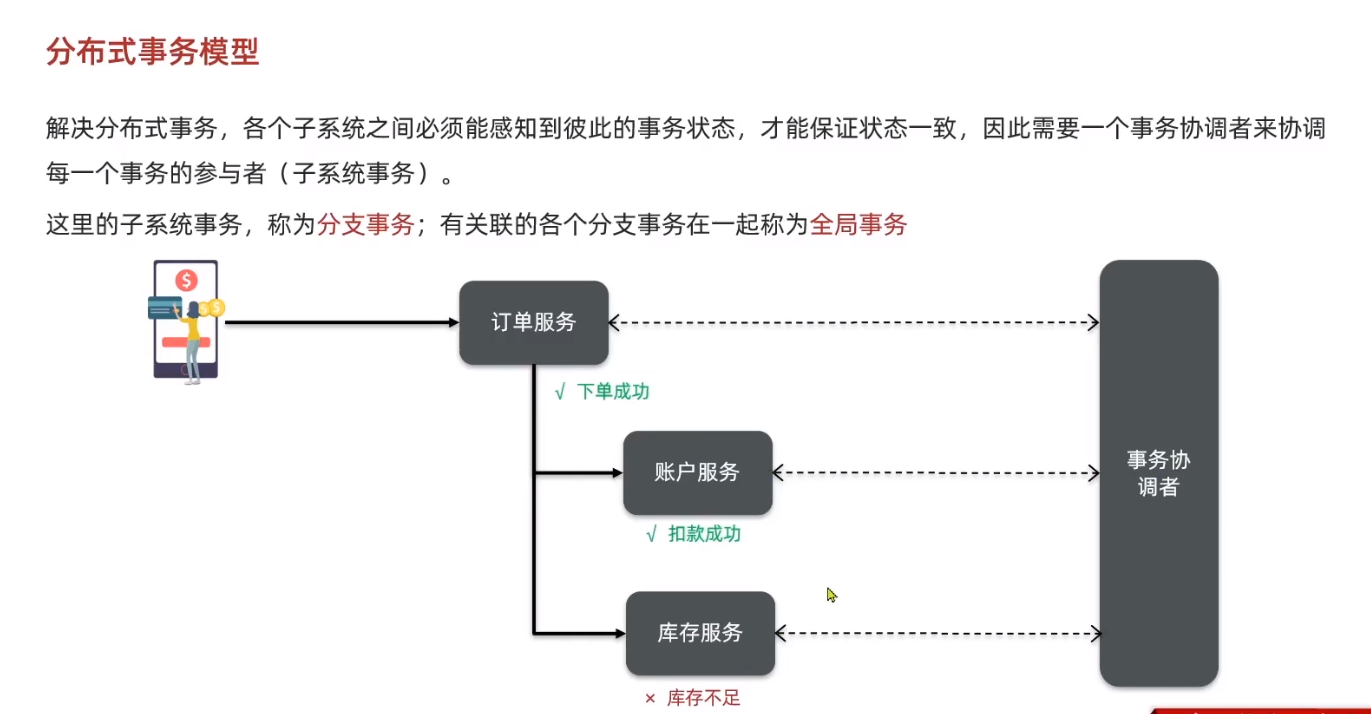 分布式事务模型
解决分布式事务，各个子系统之间必须能感知到彼此的事务状态，才能保证状态一致，因此需要一个事务协调者来协调
每一个事务的参与者（子系统事务）。
这里的子系统事务，称为分支事务；有关联的各个分支事务在一起称为全局事务
$
$
$
订单服务
√ 下单成功
账户服务
√ 扣款成功
事务协
调者
库存服务
× 库存不足